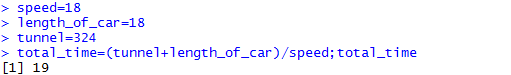 > speed=18
> length_of_car=18
> tunnel=324
> total_time=(tunnel+length_of_car)/speed;total_time
[1] 19